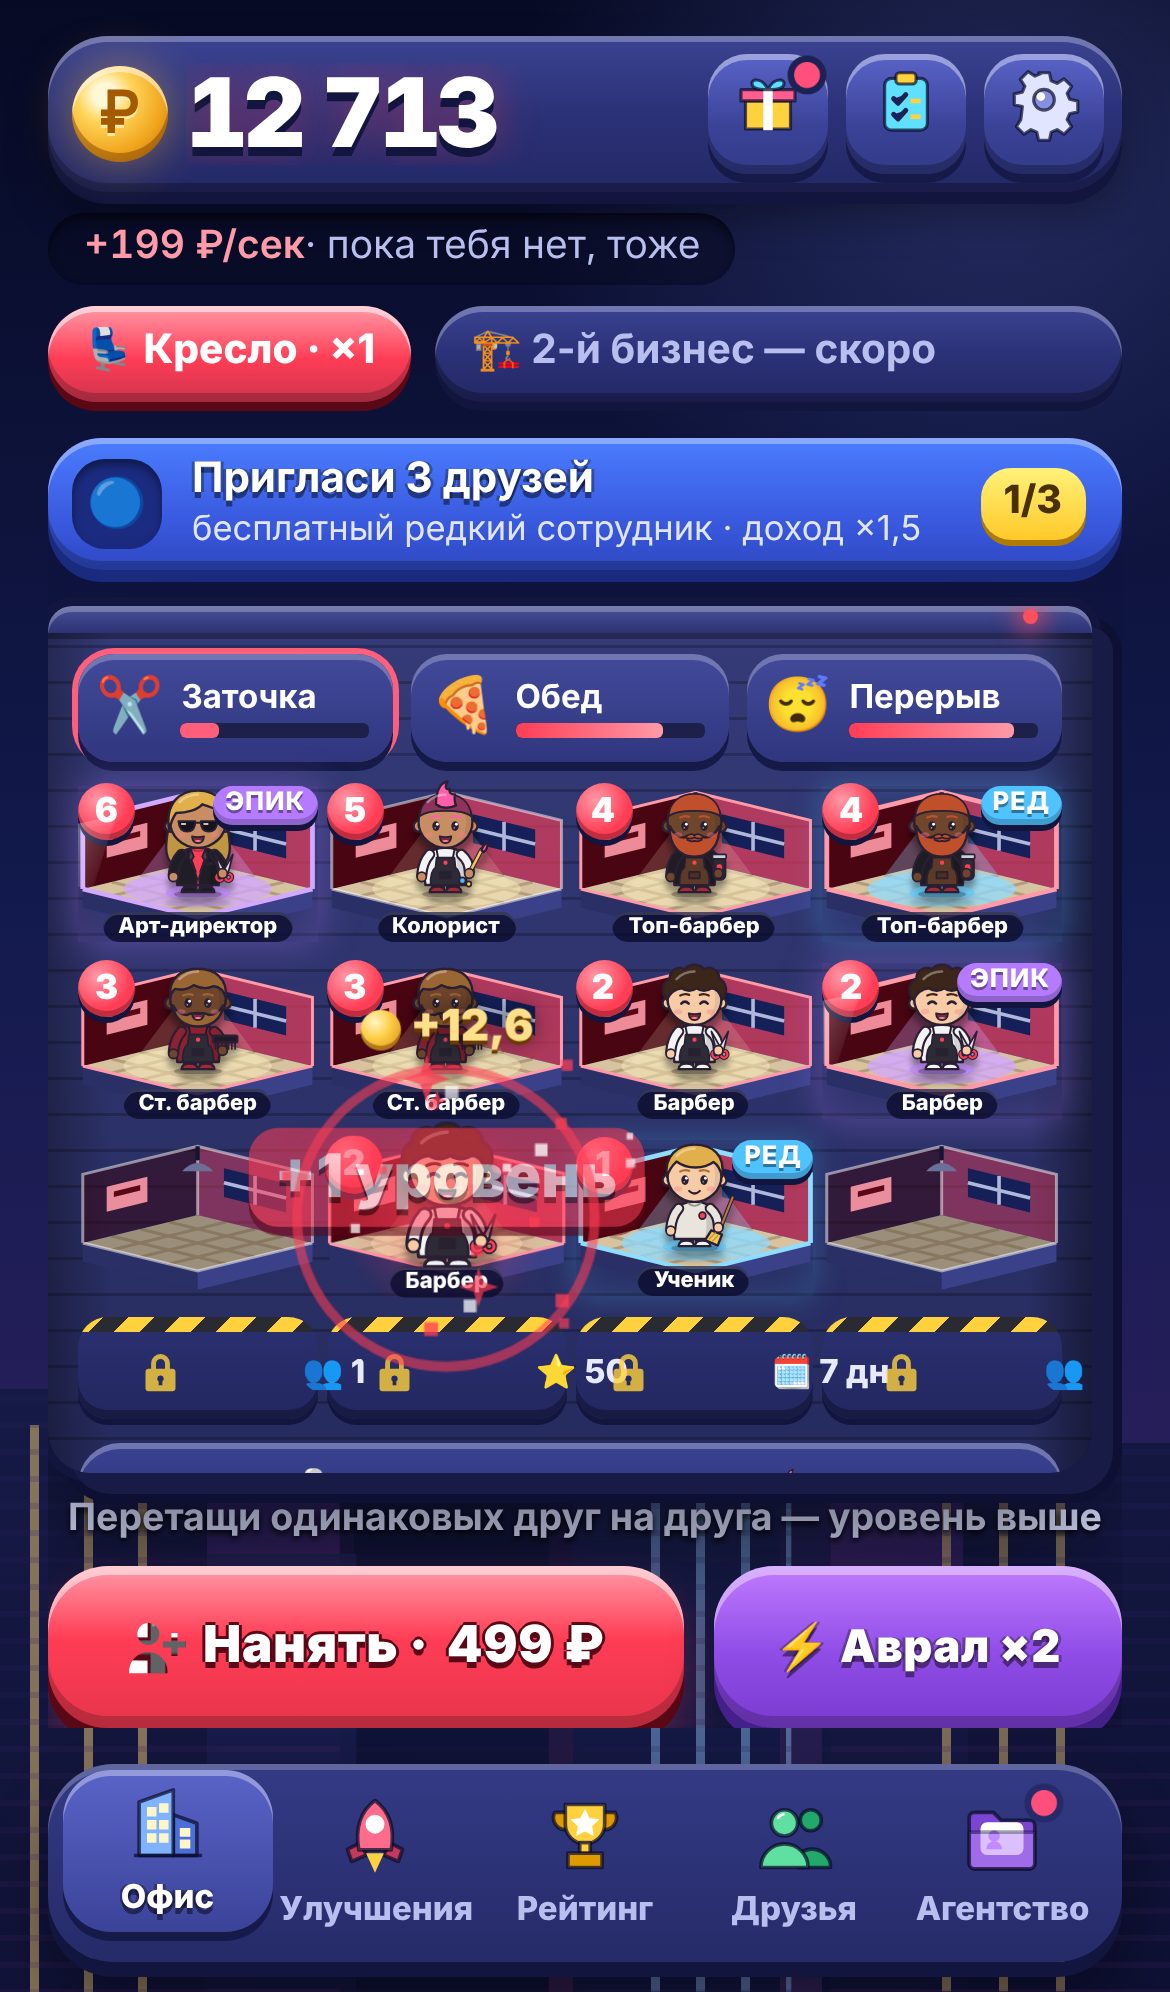 ₽ 12 713
+199 ₽/сек · пока тебя нет, тоже
Кресло · ×1
2-й бизнес — скоро
Пригласи 3 друзей
бесплатный редкий сотрудник · доход ×1,5
1/3
Заточка
Обед
Перерыв
6 ЭПИК 5 4 4 РЕД
Арт-директор Колорист Топ-барбер Топ-барбер
3 3 2 2 ЭПИК
+12,6
Ст. барбер Ст. барбер Барбер Барбер
2 1 РЕД
+1 уровень
Барбер Ученик
1 50 7 дн
Перетащи одинаковых друг на друга — уровень выше
Нанять · 499 ₽
Аврал ×2
Офис Улучшения Рейтинг Друзья Агентство